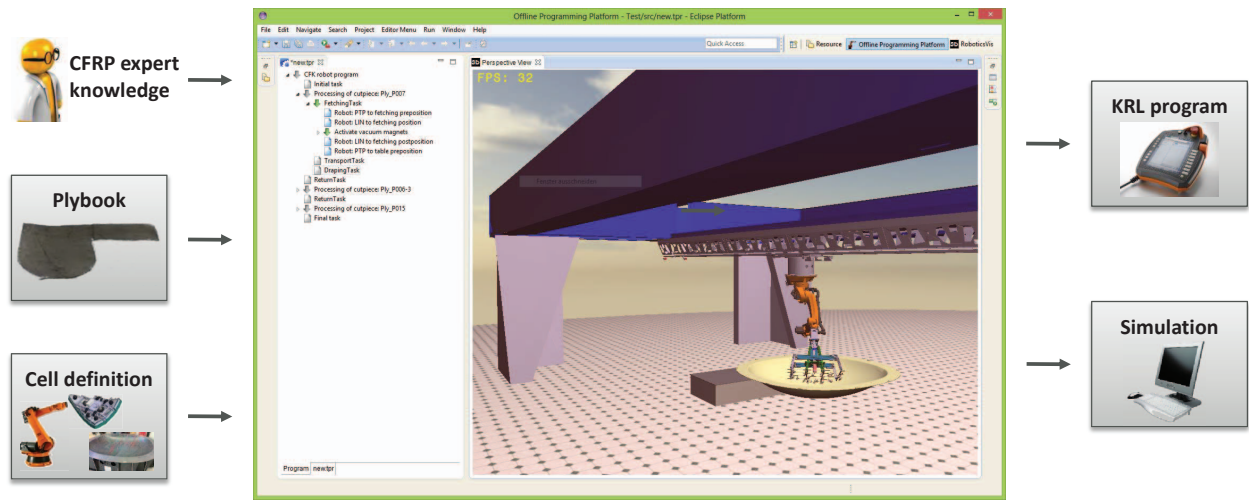 CFRP expert
knowledge
Plybook
Cell definition
Offline Programming Platform - Test/src/new.tpr - Eclipse Platform
File Edit Navigate Search Project Editor Menu Run Window Help
Quick Access
Resource
Offline Programming Platform
RoboticsVis
*new.tpr
CFK robot program
Initial task
Processing of cutpiece: Ply_P007
FetchingTask
Robot: PTP to fetching preposition
Robot: LIN to fetching position
Activate vacuum magnets
Robot: LIN to fetching postposition
Robot: PTP to table preposition
TransportTask
DrapingTask
ReturnTask
Processing of cutpiece: Ply_P006-3
ReturnTask
Processing of cutpiece: Ply_P015
Final task
Program new.tpr
Perspective View
FPS: 32
KRL program
Simulation